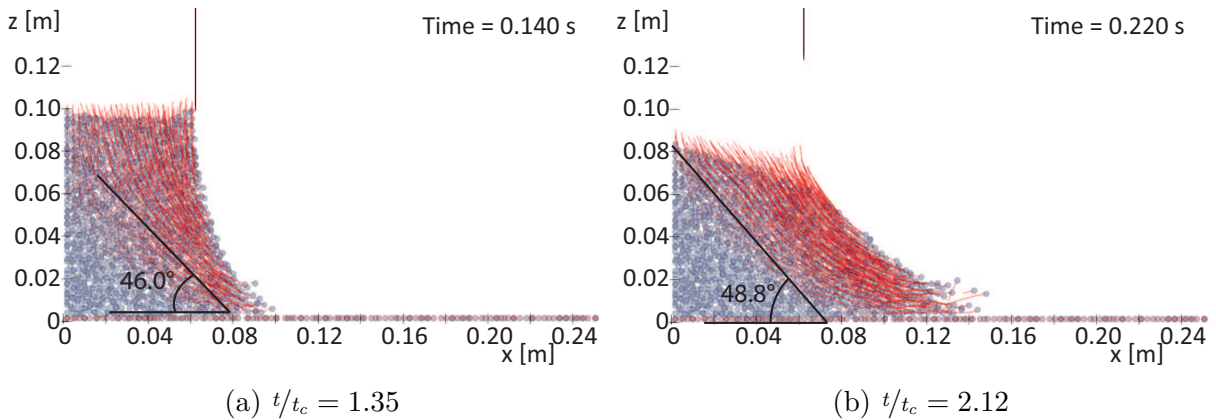 z [m]
Time = 0.140 s
0.12
0.10
0.08
0.06
0.04
0.02
0
46.0°
0 0.04 0.08 0.12 0.16 0.20 0.24
x [m]
(a) t/t_c = 1.35
z [m]
Time = 0.220 s
0.12
0.10
0.08
0.06
0.04
0.02
0
48.8°
0 0.04 0.08 0.12 0.16 0.20 0.24
x [m]
(b) t/t_c = 2.12